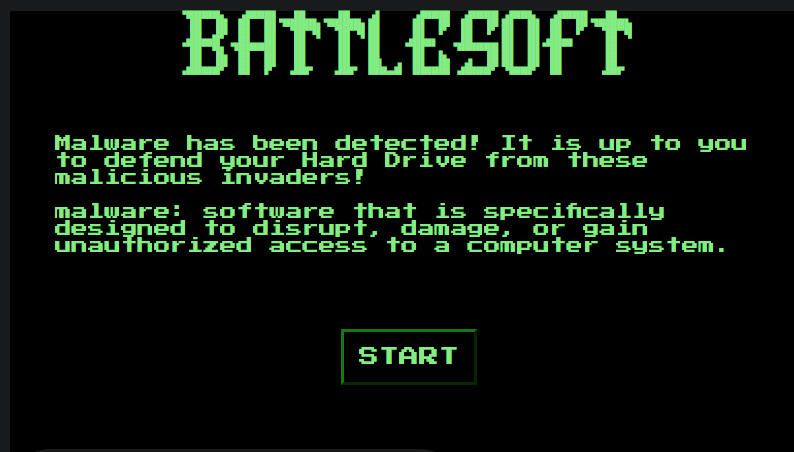 BATTLESOFT
Malware has been detected! It is up to you
to defend your Hard Drive from these
malicious invaders!
malware: software that is specifically
designed to disrupt, damage, or gain
unauthorized access to a computer system.
START